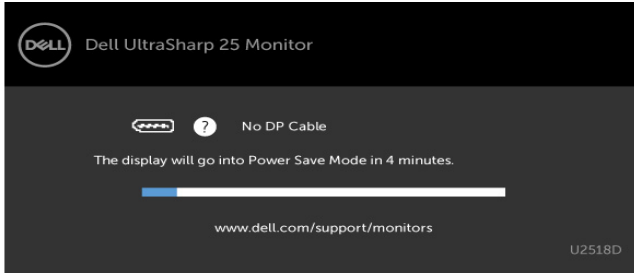 DELL Dell UltraSharp 25 Monitor
? No DP Cable
The display will go into Power Save Mode in 4 minutes.
www.dell.com/support/monitors
U2518D